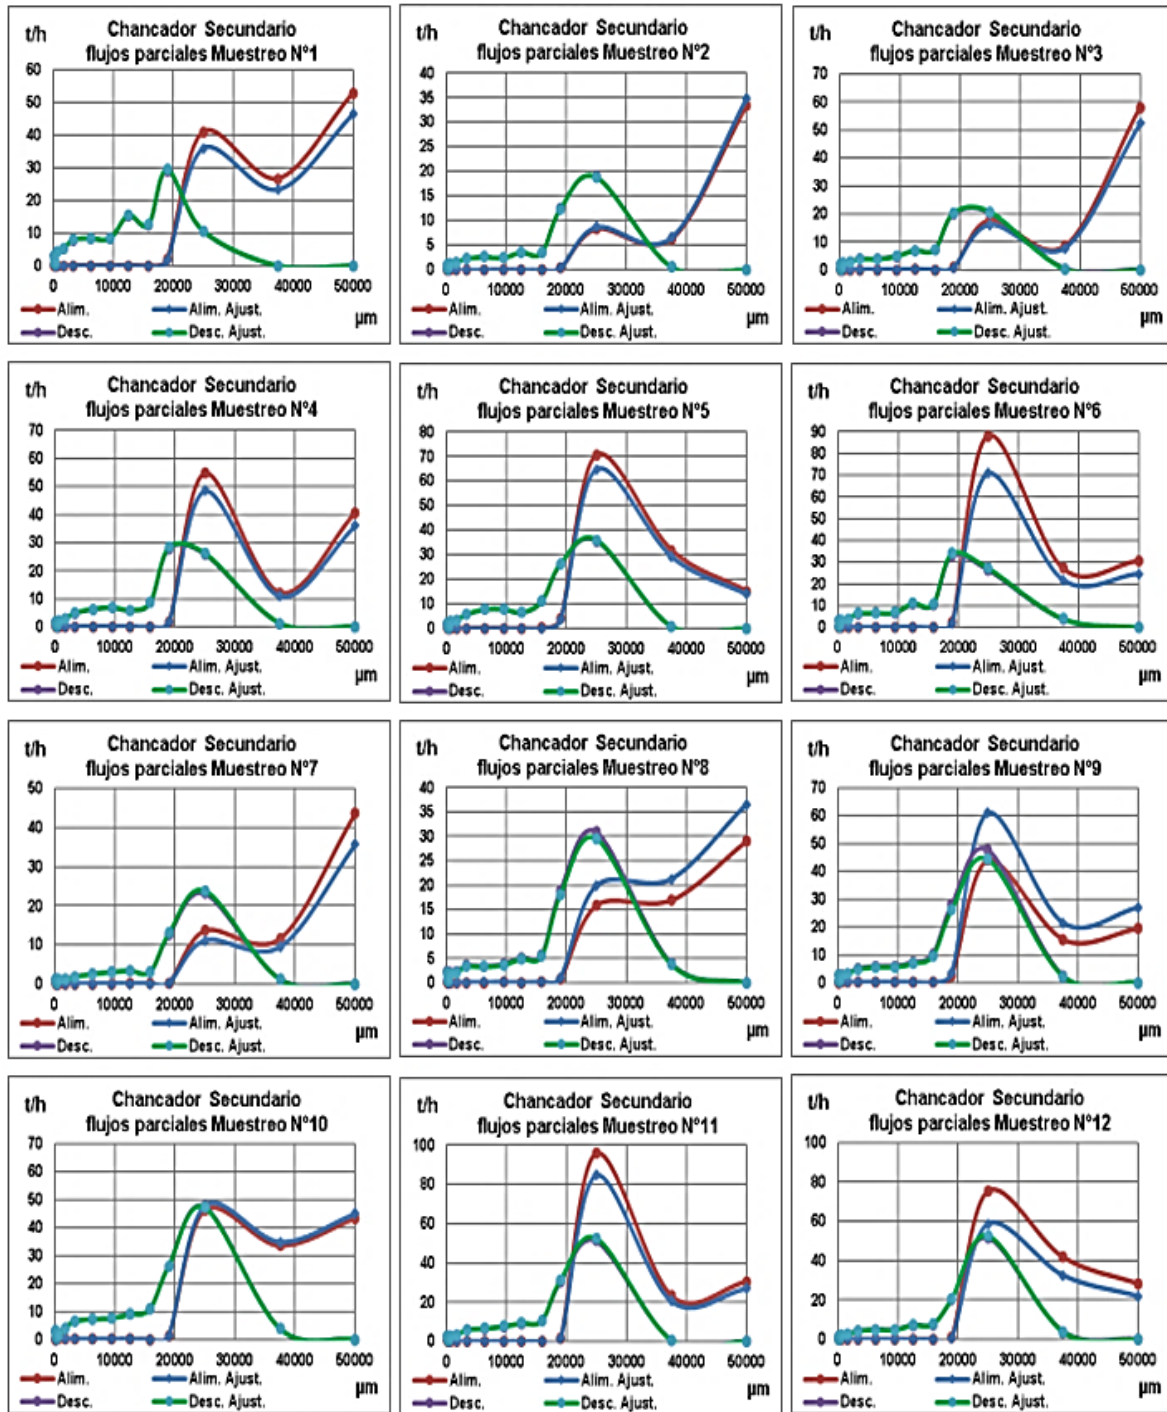 t/h
Chancador Secundario
flujos parciales Muestreo N°1
60
50
40
30
20
10
0
0 10000 20000 30000 40000 50000
Alim. Alim. Ajust.
Desc. Desc. Ajust.
µm
t/h
Chancador Secundario
flujos parciales Muestreo N°2
40
35
30
25
20
15
10
5
0
0 10000 20000 30000 40000 50000
Alim. Alim. Ajust.
Desc. Desc. Ajust.
µm
t/h
Chancador Secundario
flujos parciales Muestreo N°3
70
60
50
40
30
20
10
0
0 10000 20000 30000 40000 50000
Alim. Alim. Ajust.
Desc. Desc. Ajust.
µm
t/h
Chancador Secundario
flujos parciales Muestreo N°4
70
60
50
40
30
20
10
0
0 10000 20000 30000 40000 50000
Alim. Alim. Ajust.
Desc. Desc. Ajust.
µm
t/h
Chancador Secundario
flujos parciales Muestreo N°5
80
70
60
50
40
30
20
10
0
0 10000 20000 30000 40000 50000
Alim. Alim. Ajust.
Desc. Desc. Ajust.
µm
t/h
Chancador Secundario
flujos parciales Muestreo N°6
90
80
70
60
50
40
30
20
10
0
0 10000 20000 30000 40000 50000
Alim. Alim. Ajust.
Desc. Desc. Ajust.
µm
t/h
Chancador Secundario
flujos parciales Muestreo N°7
50
40
30
20
10
0
0 10000 20000 30000 40000 50000
Alim. Alim. Ajust.
Desc. Desc. Ajust.
µm
t/h
Chancador Secundario
flujos parciales Muestreo N°8
40
35
30
25
20
15
10
5
0
0 10000 20000 30000 40000 50000
Alim. Alim. Ajust.
Desc. Desc. Ajust.
µm
t/h
Chancador Secundario
flujos parciales Muestreo N°9
70
60
50
40
30
20
10
0
0 10000 20000 30000 40000 50000
Alim. Alim. Ajust.
Desc. Desc. Ajust.
µm
t/h
Chancador Secundario
flujos parciales Muestreo N°10
70
60
50
40
30
20
10
0
0 10000 20000 30000 40000 50000
Alim. Alim. Ajust.
Desc. Desc. Ajust.
µm
t/h
Chancador Secundario
flujos parciales Muestreo N°11
100
80
60
40
20
0
0 10000 20000 30000 40000 50000
Alim. Alim. Ajust.
Desc. Desc. Ajust.
µm
t/h
Chancador Secundario
flujos parciales Muestreo N°12
100
80
60
40
20
0
0 10000 20000 30000 40000 50000
Alim. Alim. Ajust.
Desc. Desc. Ajust.
µm